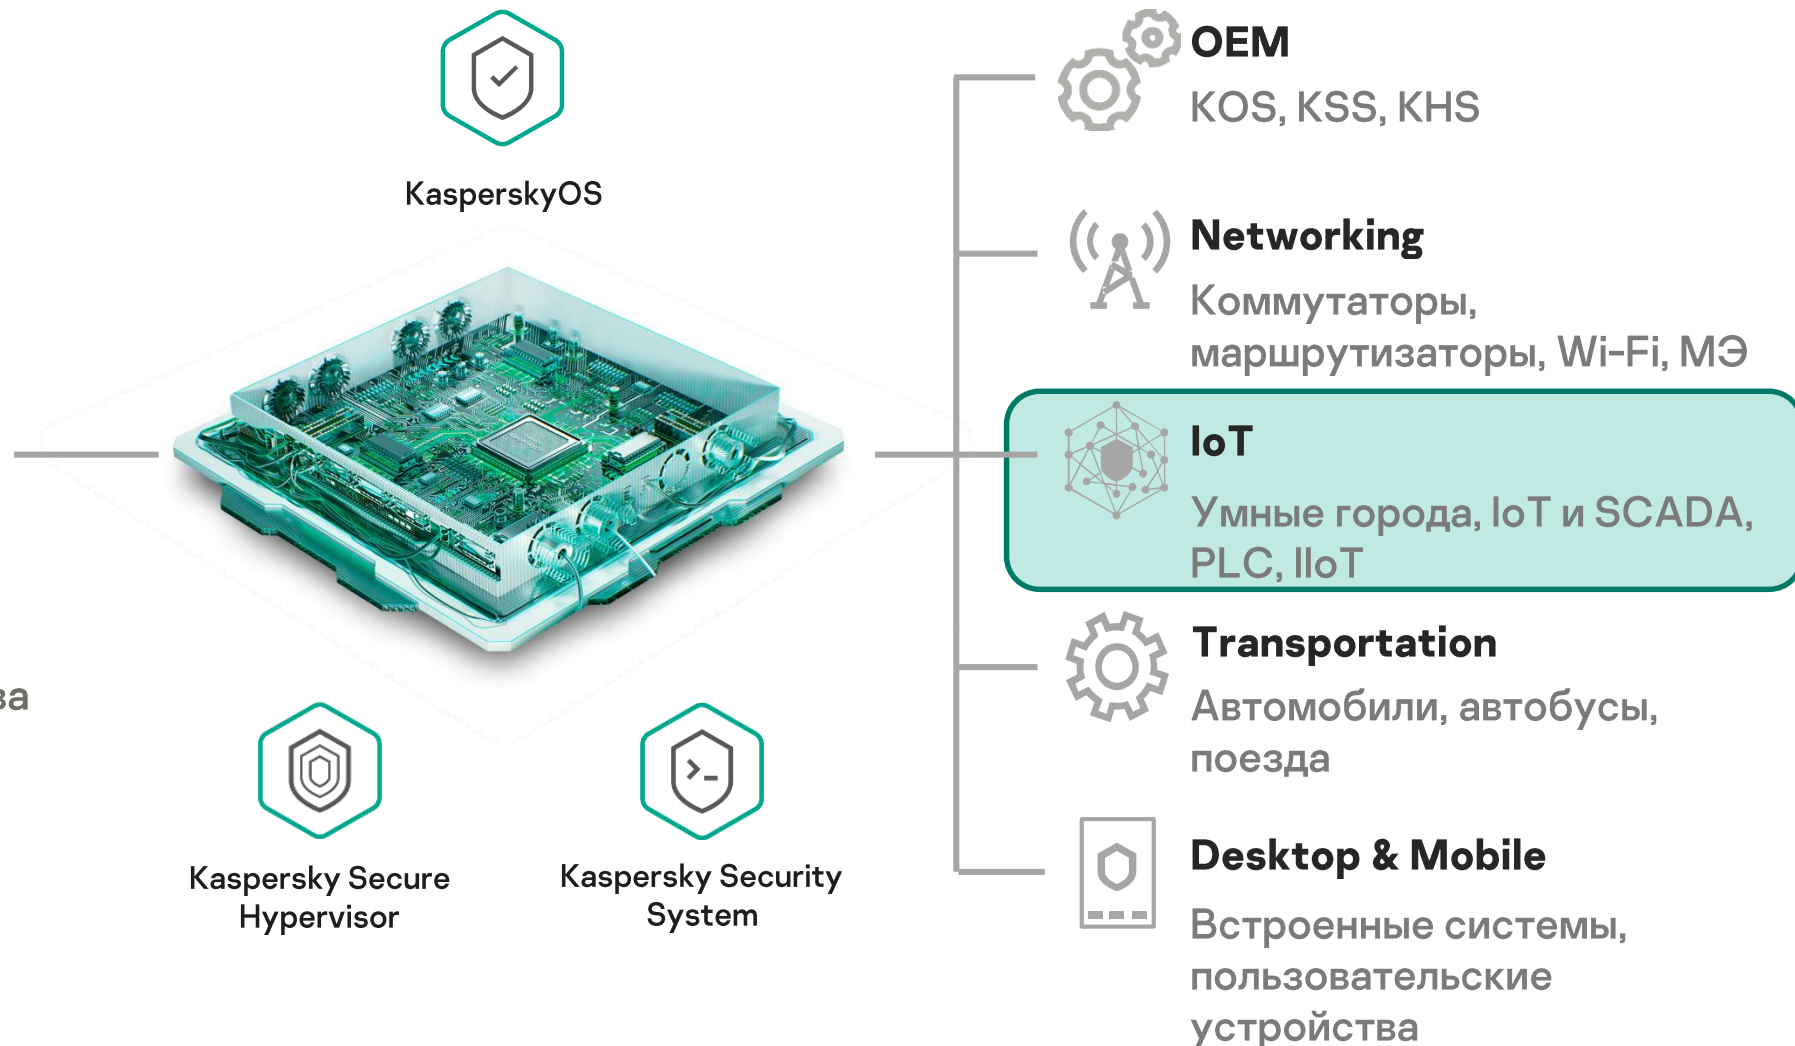 KasperskyOS
за
Kaspersky Secure
Hypervisor
Kaspersky Security
System
OEM
KOS, KSS, KHS
Networking
Коммутаторы,
маршрутизаторы, Wi-Fi, МЭ
IoT
Умные города, IoT и SCADA,
PLC, IIoT
Transportation
Автомобили, автобусы,
поезда
Desktop & Mobile
Встроенные системы,
пользовательские
устройства